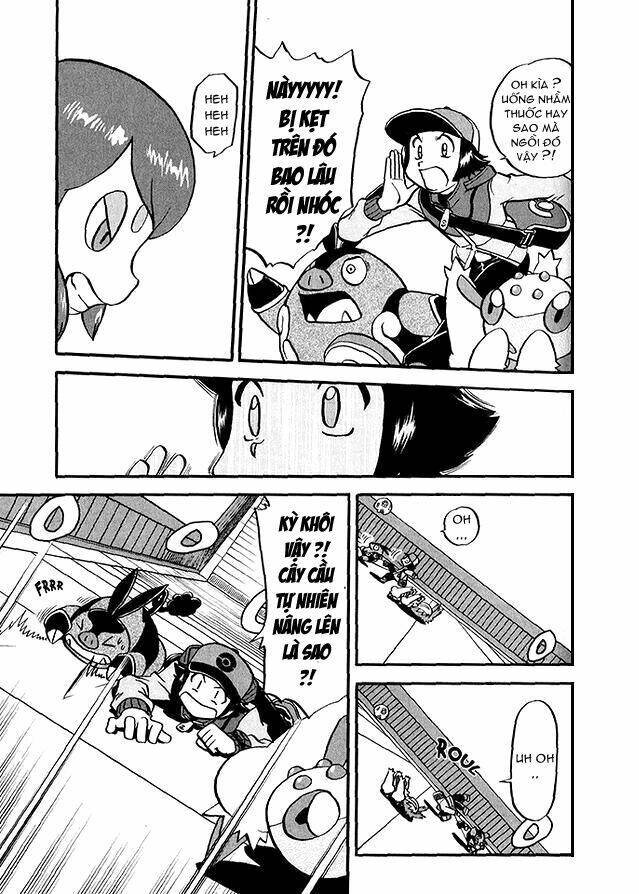 OH KÌA ?
UỐNG NHẦM
THUỐC HAY
SAO MÀ
NGỒI ĐÓ
VẬY ?!
NÀYYYYY!
BỊ KẸT
TRÊN ĐÓ
BAO LÂU
RỒI NHÓC
?!
HEH
HEH
HEH
OH
...
UH OH
..
ROUL
KỲ KHÔI
VẬY ?!
CẤY CẦU
TỰ NHIÊN
NÂNG LÊN
LÀ SAO
?!
FRRR